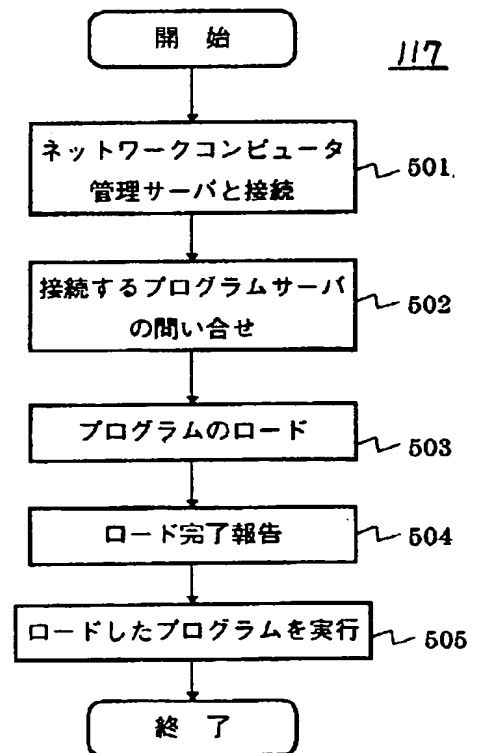 開 始
117
ネットワークコンピュータ
管理サーバと接続
501
接続するプログラムサーバ
の問い合せ
502
プログラムのロード
503
ロード完了報告
504
ロードしたプログラムを実行
505
終 了